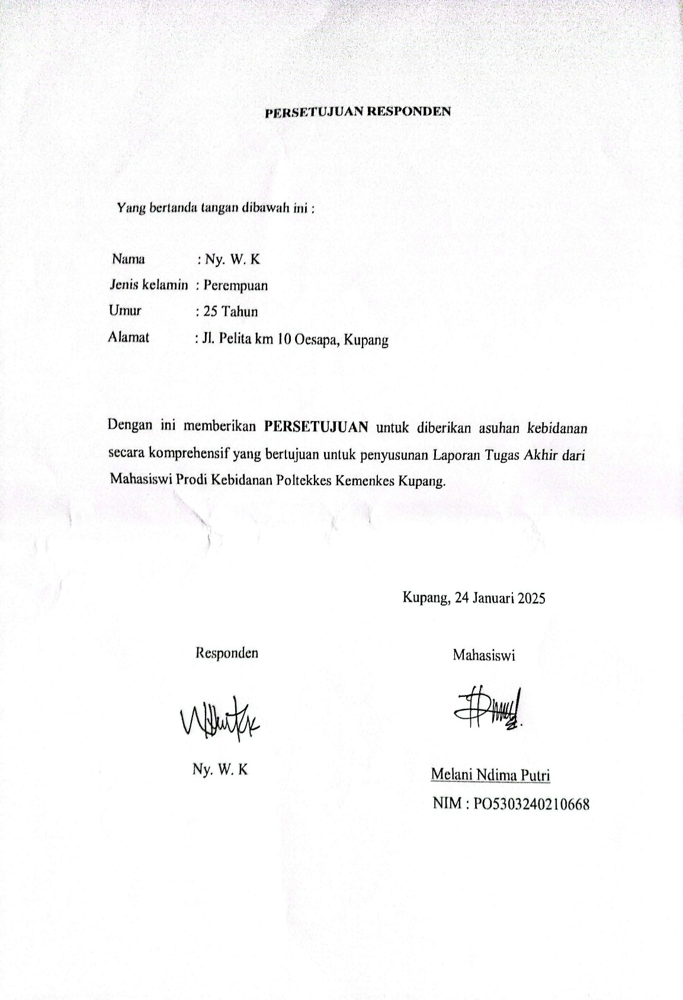 PERSETUJUAN RESPONDEN
Yang bertanda tangan dibawah ini :
Nama : Ny. W. K
Jenis kelamin : Perempuan
Umur : 25 Tahun
Alamat : Jl. Pelita km 10 Oesapa, Kupang
Dengan ini memberikan PERSETUJUAN untuk diberikan asuhan kebidanan
secara komprehensif yang bertujuan untuk penyusunan Laporan Tugas Akhir dari
Mahasiswi Prodi Kebidanan Poltekkes Kemenkes Kupang.
Kupang, 24 Januari 2025
Responden Mahasiswi
Ny. W. K Melani Ndima Putri
NIM : PO5303240210668